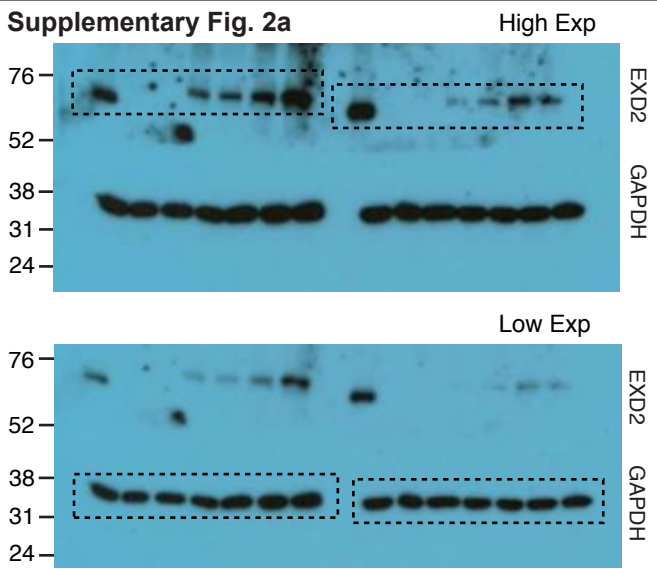 Supplementary Fig. 2a
High Exp
76
52
38
31
24
EXD2
GAPDH
Low Exp
76
52
38
31
24
EXD2
GAPDH